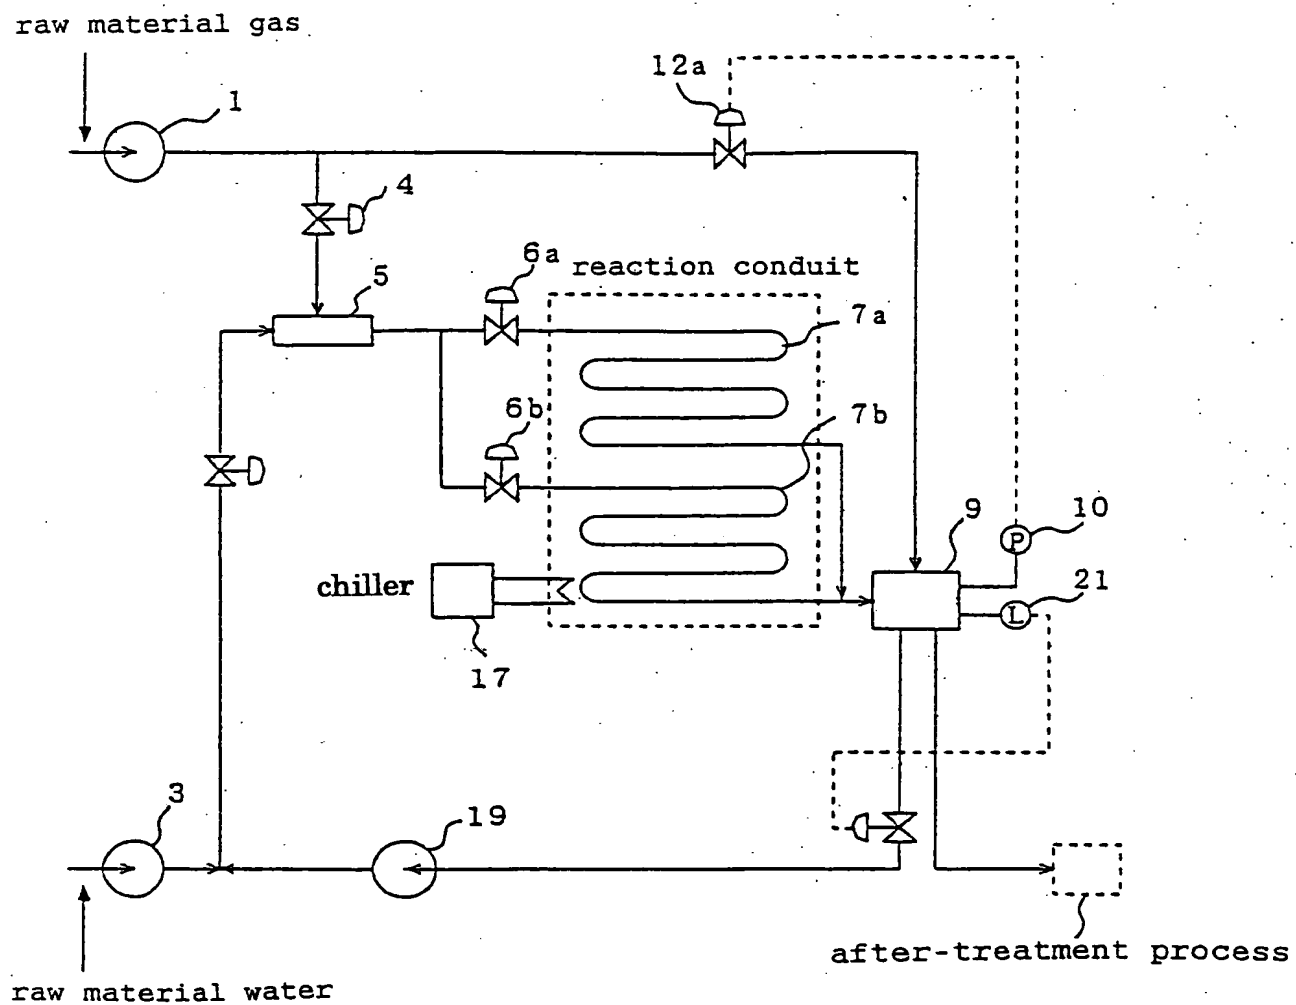 raw material gas
12a
1
4
6a
reaction conduit
5
7a
6b
7b
9
10
P
chiller
21
L
17
3
19
after-treatment process
raw material water